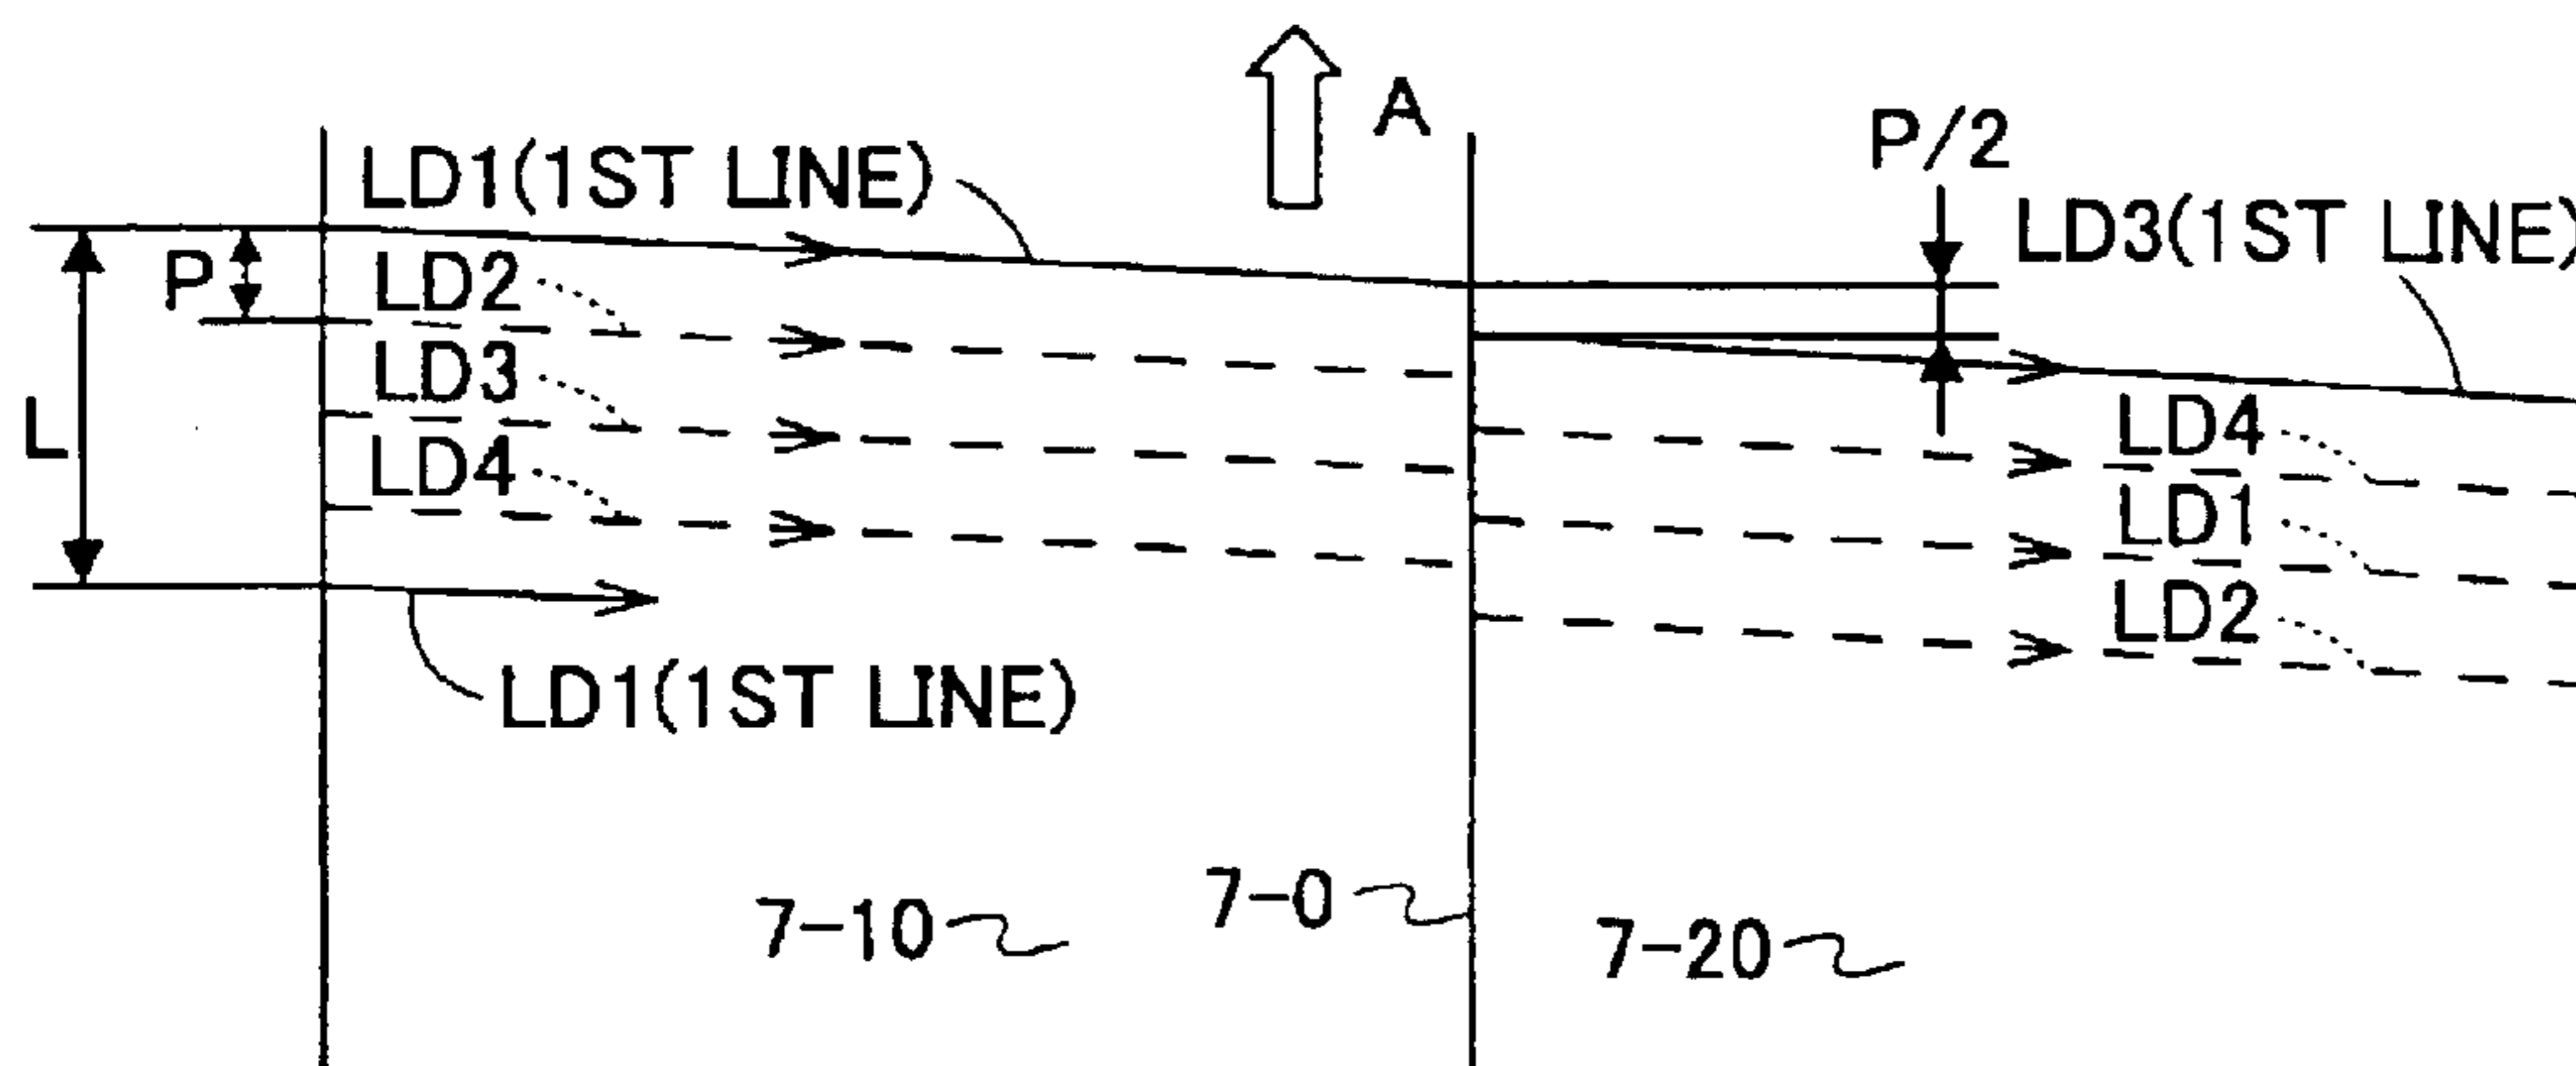 A
P/2
LD1(1ST LINE)
LD3(1ST LINE)
P
LD2
LD3
L
LD4
LD4
LD1
LD2
LD1(1ST LINE)
7-0
7-10
7-20